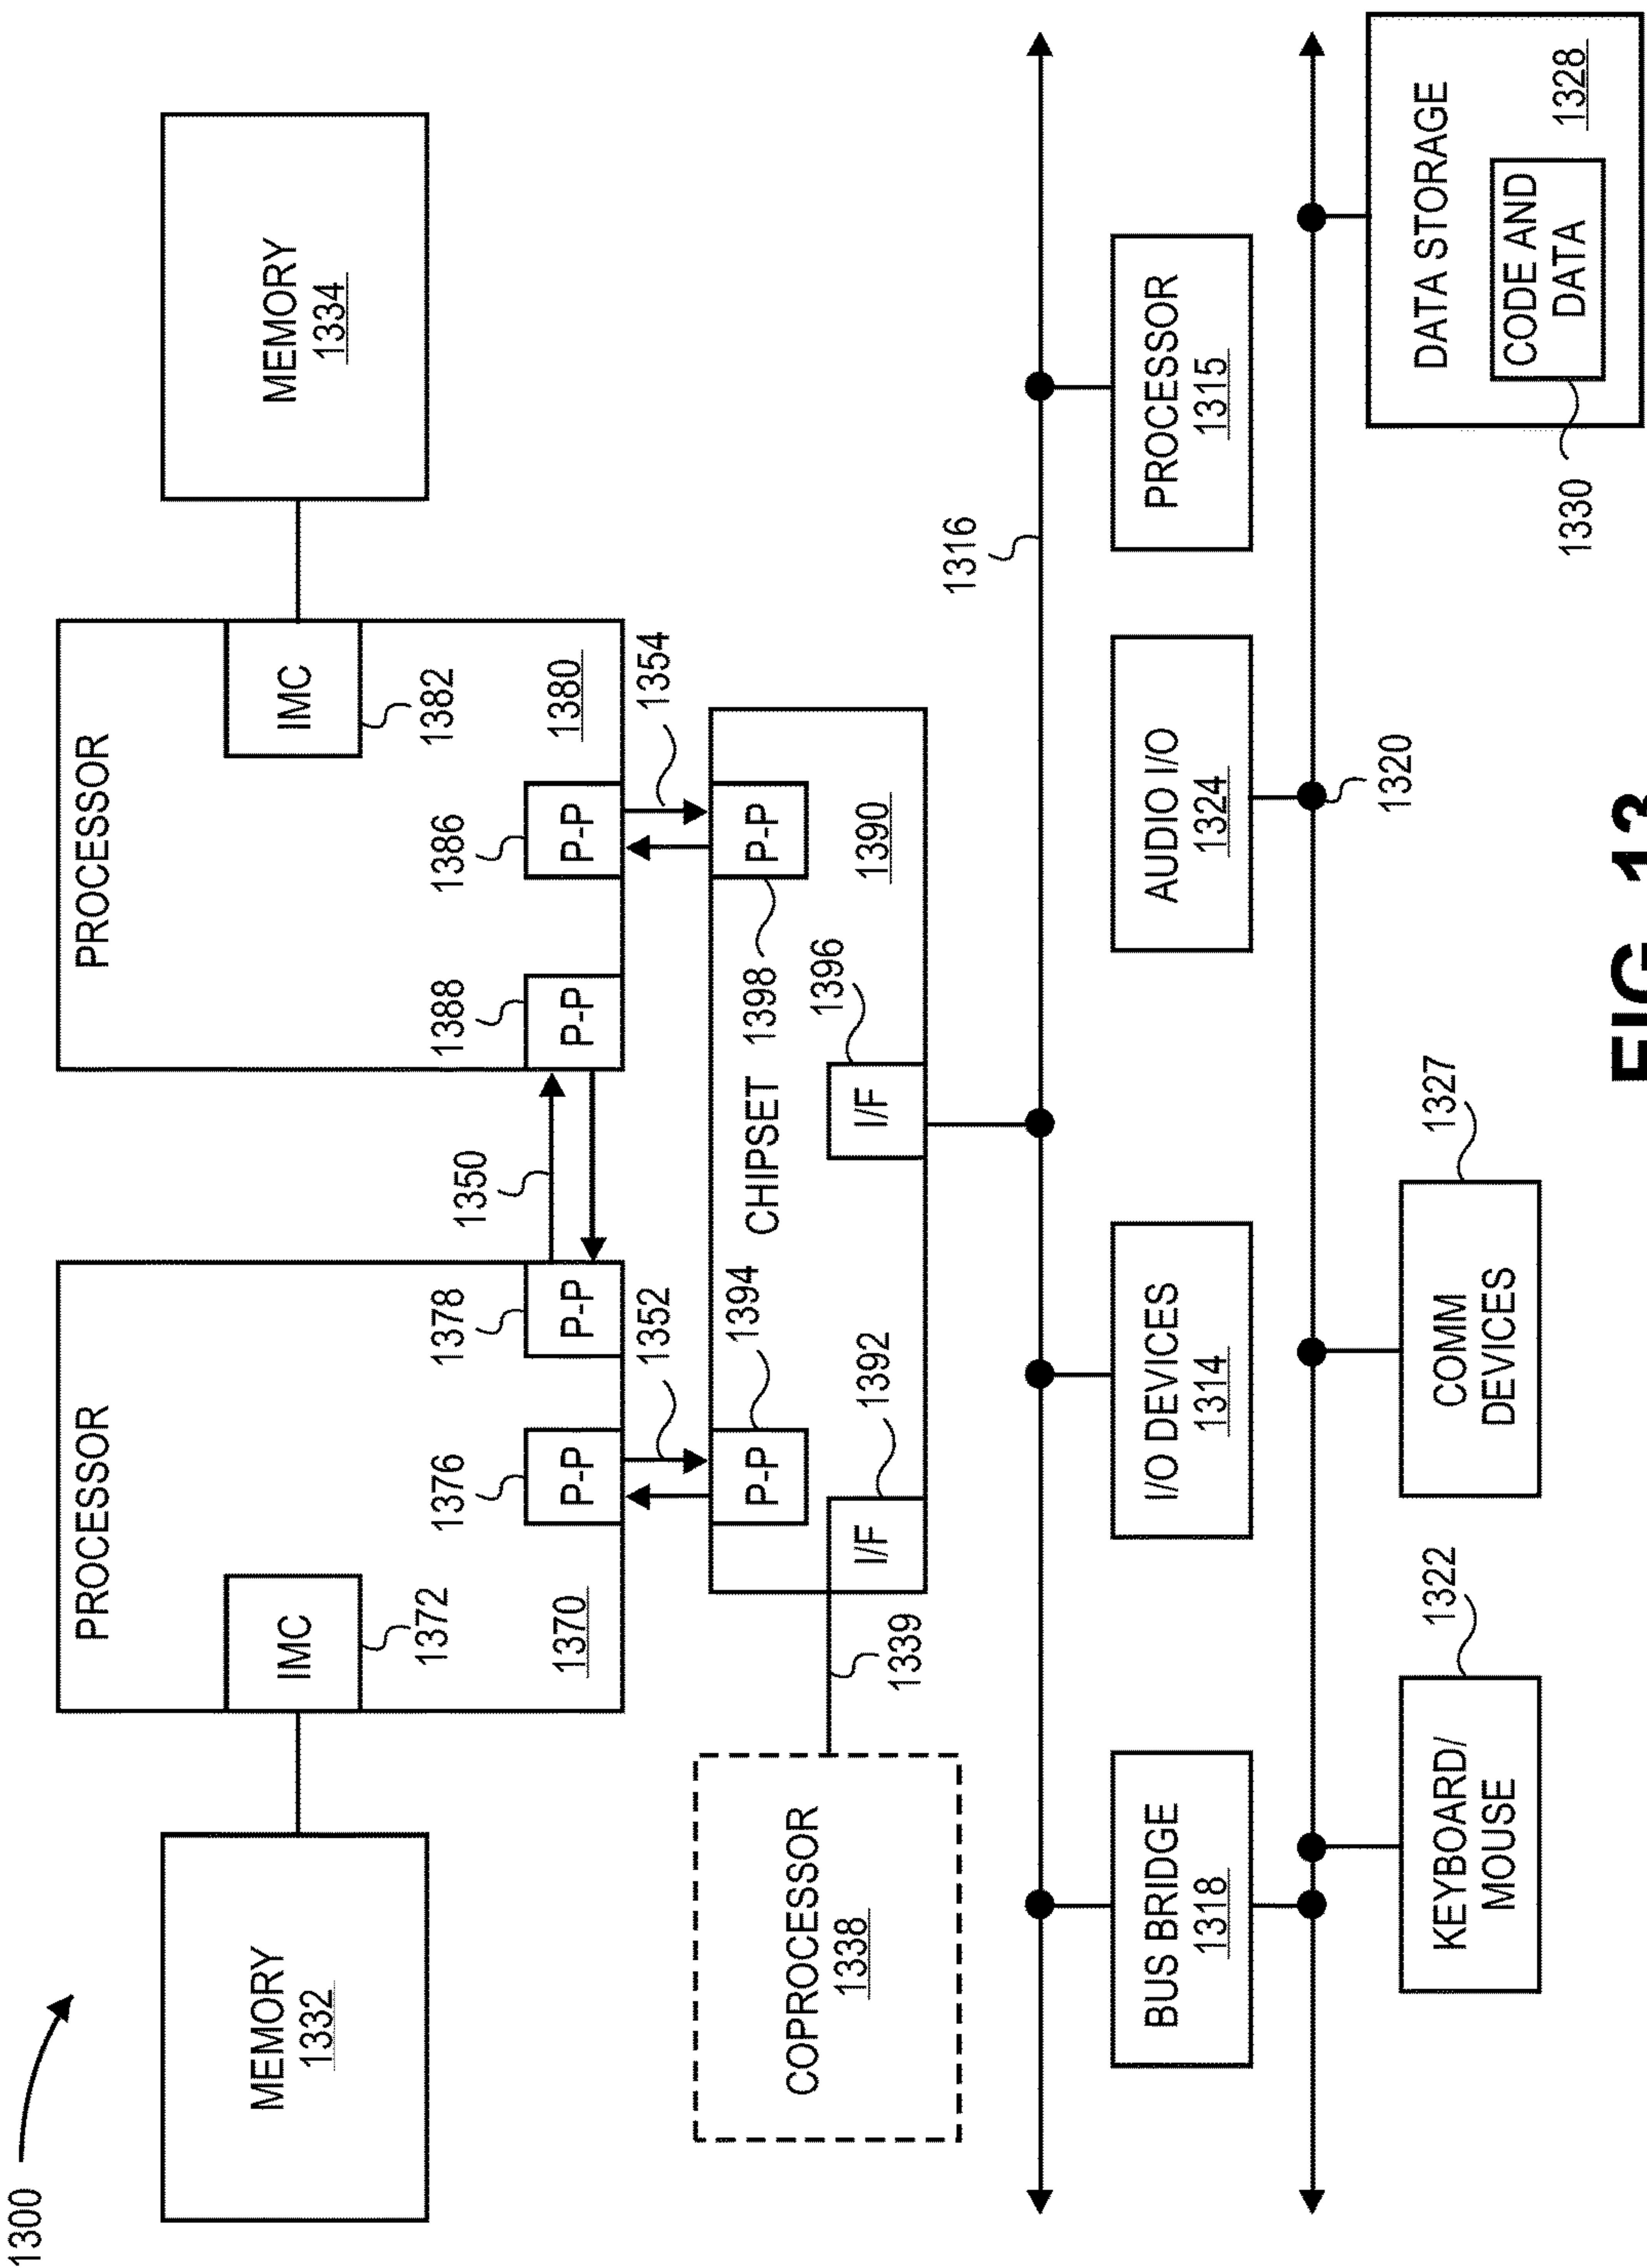 1300
MEMORY
1332
PROCESSOR
IMC
1372
1370
1376
P-P
1378
P-P
1350
PROCESSOR
1388
P-P
1386
P-P
IMC
1382
1380
MEMORY
1334
1352
1354
COPROCESSOR
1338
1339
P-P
1394
I/F
1392
CHIPSET
1398
P-P
I/F
1396
1390
1316
BUS BRIDGE
1318
I/O DEVICES
1314
AUDIO I/O
1324
PROCESSOR
1315
1320
KEYBOARD/
MOUSE
1322
COMM
DEVICES
1327
DATA STORAGE
CODE AND
DATA
1328
1330
FIG. 13